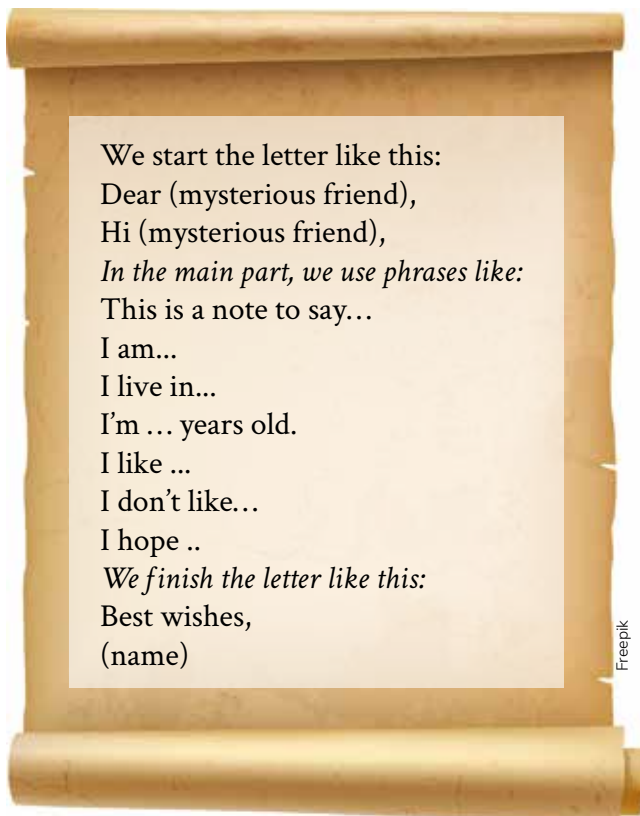 We start the letter like this:
Dear (mysterious friend),
Hi (mysterious friend),
In the main part, we use phrases like:
This is a note to say…
I am...
I live in...
I'm … years old.
I like ...
I don't like…
I hope ..
We finish the letter like this:
Best wishes,
(name)
Freepik